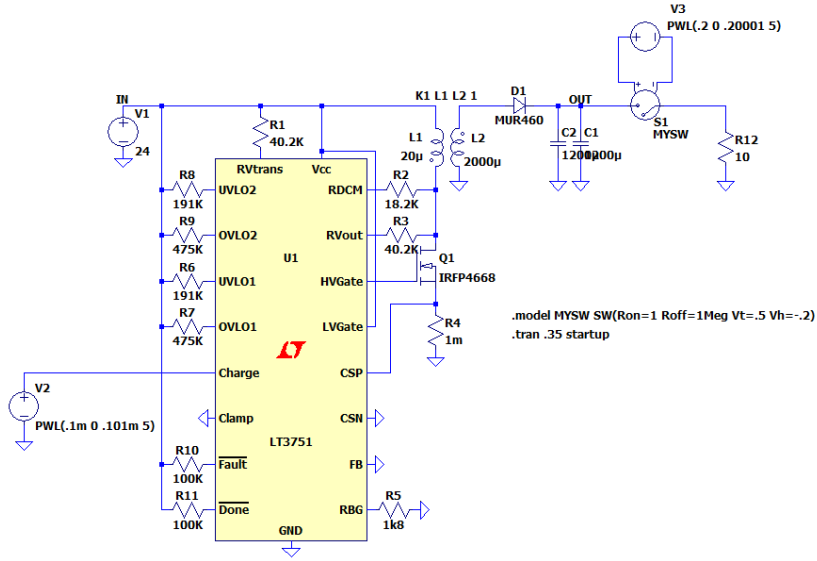 V3
PWL(.2 0 .20001 5)
IN
V1
24
K1 L1 L2 1
D1
MUR460
OUT
S1
MYSW
R1
40.2K
L1
20µ
L2
2000µ
C2
1200µ
C1
1200µ
R12
10
RVtrans
Vcc
R8
191K
UVLO2
RDCM
R2
18.2K
R9
475K
OVLO2
RVout
R3
40.2K
U1
Q1
IRFP4668
R6
191K
UVLO1
HVGate
R7
475K
OVLO1
LVGate
R4
1m
.model MYSW SW(Ron=1 Roff=1Meg Vt=.5 Vh=-.2)
.tran .35 startup
Charge
CSP
V2
PWL(.1m 0 .101m 5)
Clamp
CSN
LT3751
R10
100K
Fault
FB
R11
100K
Done
RBG
R5
1k8
GND